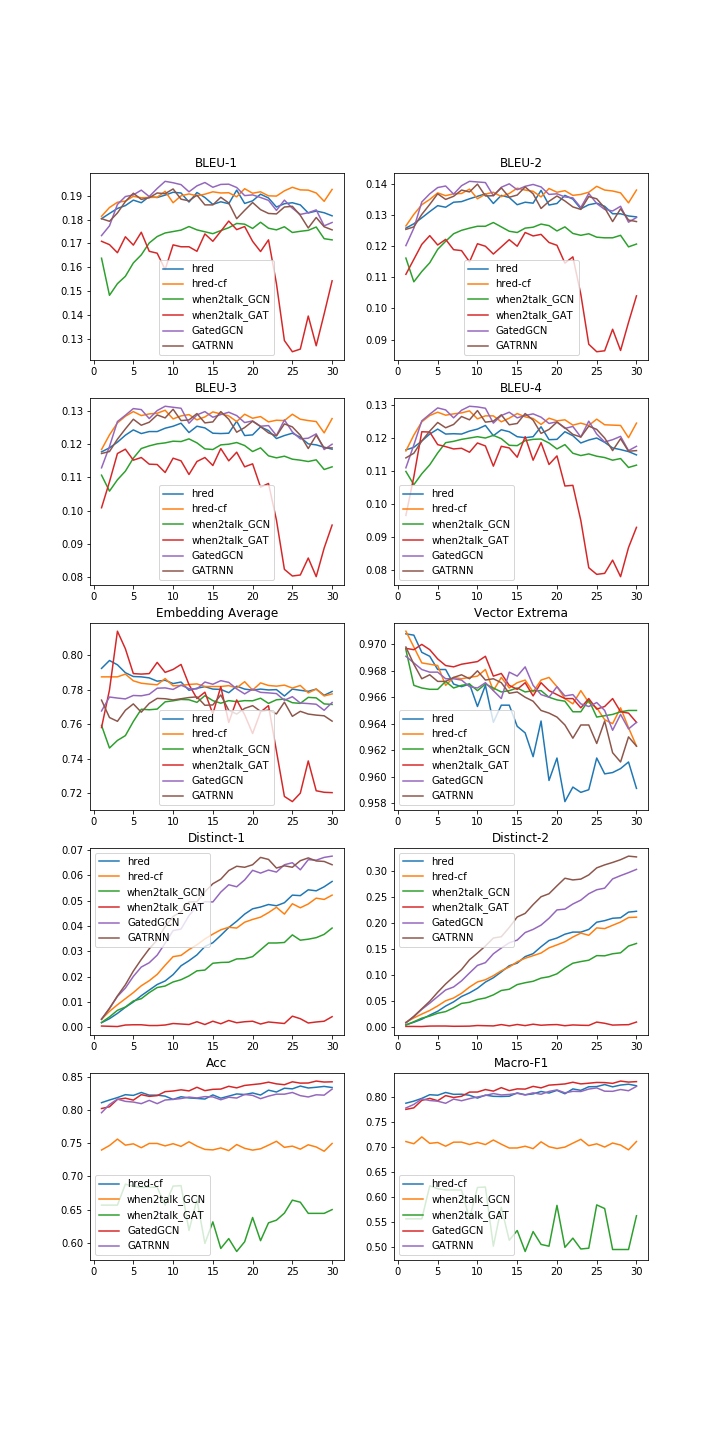 BLEU-1
0.19
0.18
0.17
0.16
0.15
0.14
0.13
hred
hred-cf
when2talk_GCN
when2talk_GAT
GatedGCN
GATRNN
0 5 10 15 20 25 30
BLEU-2
0.14
0.13
0.12
0.11
0.10
0.09
hred
hred-cf
when2talk_GCN
when2talk_GAT
GatedGCN
GATRNN
0 5 10 15 20 25 30
BLEU-3
0.13
0.12
0.11
0.10
0.09
0.08
hred
hred-cf
when2talk_GCN
when2talk_GAT
GatedGCN
GATRNN
0 5 10 15 20 25 30
BLEU-4
0.13
0.12
0.11
0.10
0.09
0.08
hred
hred-cf
when2talk_GCN
when2talk_GAT
GatedGCN
GATRNN
0 5 10 15 20 25 30
Embedding Average
0.80
0.78
0.76
0.74
0.72
hred
hred-cf
when2talk_GCN
when2talk_GAT
GatedGCN
GATRNN
0 5 10 15 20 25 30
Vector Extrema
0.970
0.968
0.966
0.964
0.962
0.960
0.958
hred
hred-cf
when2talk_GCN
when2talk_GAT
GatedGCN
GATRNN
0 5 10 15 20 25 30
Distinct-1
0.07
0.06
0.05
0.04
0.03
0.02
0.01
0.00
hred
hred-cf
when2talk_GCN
when2talk_GAT
GatedGCN
GATRNN
0 5 10 15 20 25 30
Distinct-2
0.30
0.25
0.20
0.15
0.10
0.05
0.00
hred
hred-cf
when2talk_GCN
when2talk_GAT
GatedGCN
GATRNN
0 5 10 15 20 25 30
Acc
0.85
0.80
0.75
0.70
0.65
0.60
hred-cf
when2talk_GCN
when2talk_GAT
GatedGCN
GATRNN
0 5 10 15 20 25 30
Macro-F1
0.80
0.75
0.70
0.65
0.60
0.55
0.50
hred-cf
when2talk_GCN
when2talk_GAT
GatedGCN
GATRNN
0 5 10 15 20 25 30